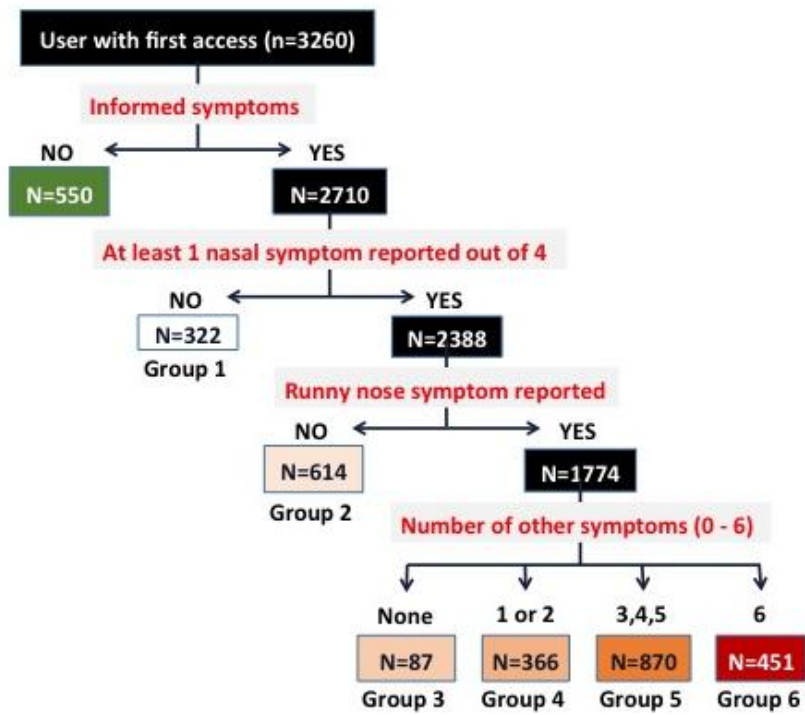 User with first access (n=3260)
Informed symptoms
NO YES
N=550 N=2710
At least 1 nasal symptom reported out of 4
NO YES
N=322 N=2388
Group 1
Runny nose symptom reported
NO YES
N=614 N=1774
Group 2
Number of other symptoms (0 - 6)
None 1 or 2 3,4,5 6
N=87 N=366 N=870 N=451
Group 3 Group 4 Group 5 Group 6